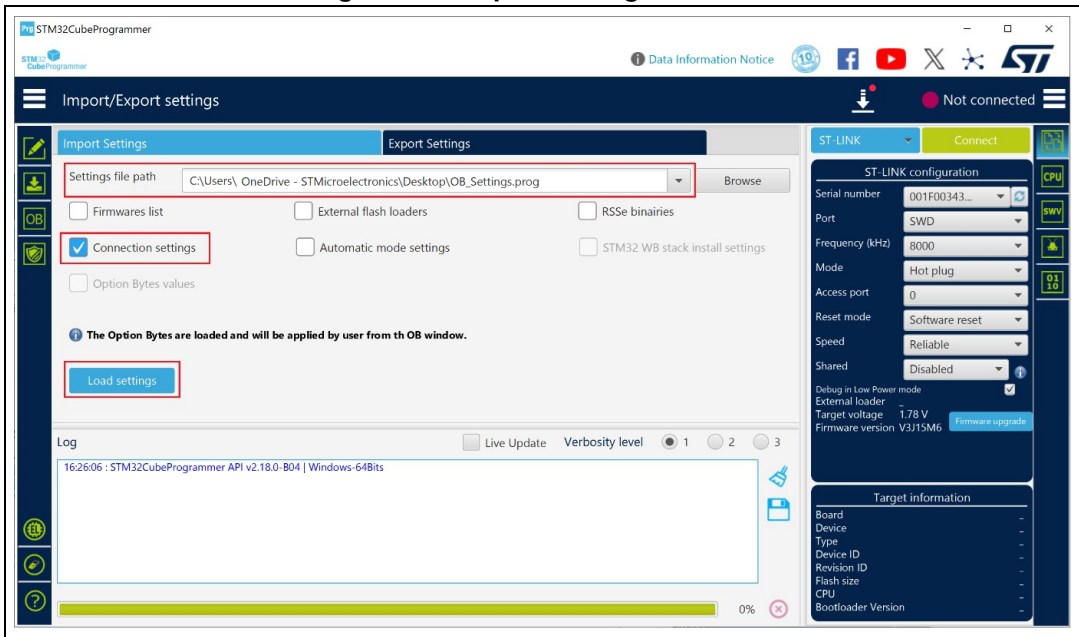 STM32CubeProgrammer
STM32
CubeProgrammer
Data Information Notice
Import/Export settings
Not connected
Import Settings
Export Settings
Settings file path
C:\Users\ OneDrive - STMicroelectronics\Desktop\OB_Settings.prog
Browse
Firmwares list
External flash loaders
RSSe binairies
Connection settings
Automatic mode settings
STM32 WB stack install settings
Option Bytes values
The Option Bytes are loaded and will be applied by user from th OB window.
Load settings
Log
Live Update
Verbosity level
1
2
3
16:26:06 : STM32CubeProgrammer API v2.18.0-B04 | Windows-64Bits
0%
ST-LINK
Connect
ST-LINK configuration
Serial number
001F00343...
Port
SWD
Frequency (kHz)
8000
Mode
Hot plug
Access port
0
Reset mode
Software reset
Speed
Reliable
Shared
Disabled
Debug in Low Power mode
External loader _
Target voltage 1.78 V
Firmware version V3J15M6
Firmware upgrade
Target information
Board _
Device _
Type _
Device ID _
Revision ID _
Flash size _
CPU _
Bootloader Version _
OB
CPU
SWV
01
10